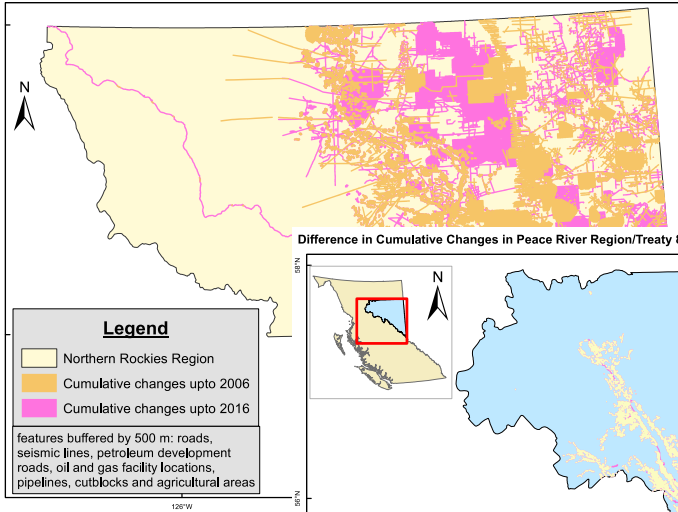 N
Difference in Cumulative Changes in Peace River Region/Treaty 8
58°N
N
Legend
Northern Rockies Region
Cumulative changes upto 2006
Cumulative changes upto 2016
features buffered by 500 m: roads,
seismic lines, petroleum development
roads, oil and gas facility locations,
pipelines, cutblocks and agricultural areas
56°N
126°W